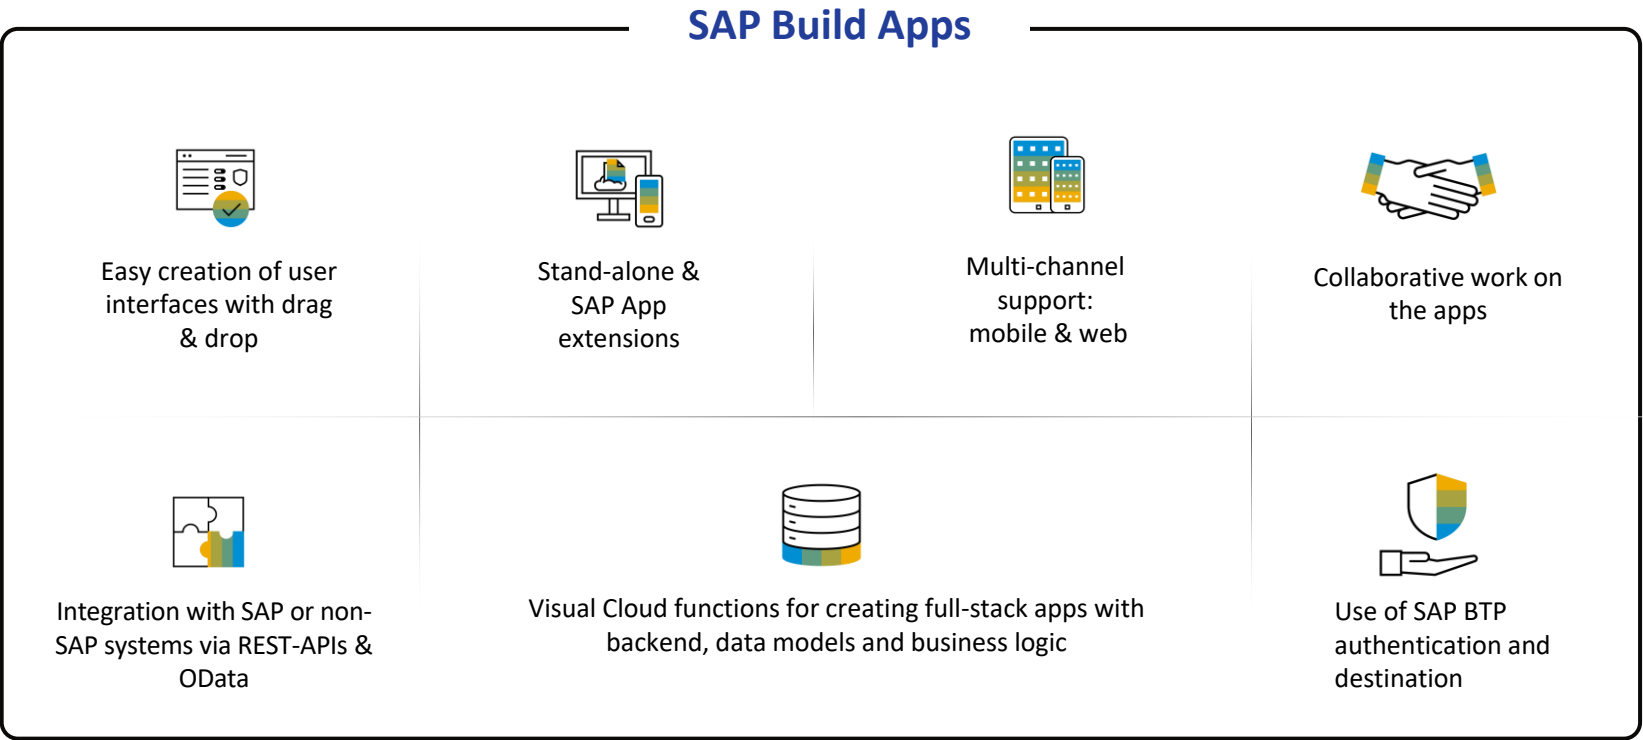 SAP Build Apps
Easy creation of user
interfaces with drag
& drop
Stand-alone &
SAP App
extensions
Multi-channel
support:
mobile & web
Collaborative work on
the apps
Integration with SAP or non-
SAP systems via REST-APIs &
OData
Visual Cloud functions for creating full-stack apps with
backend, data models and business logic
Use of SAP BTP
authentication and
destination